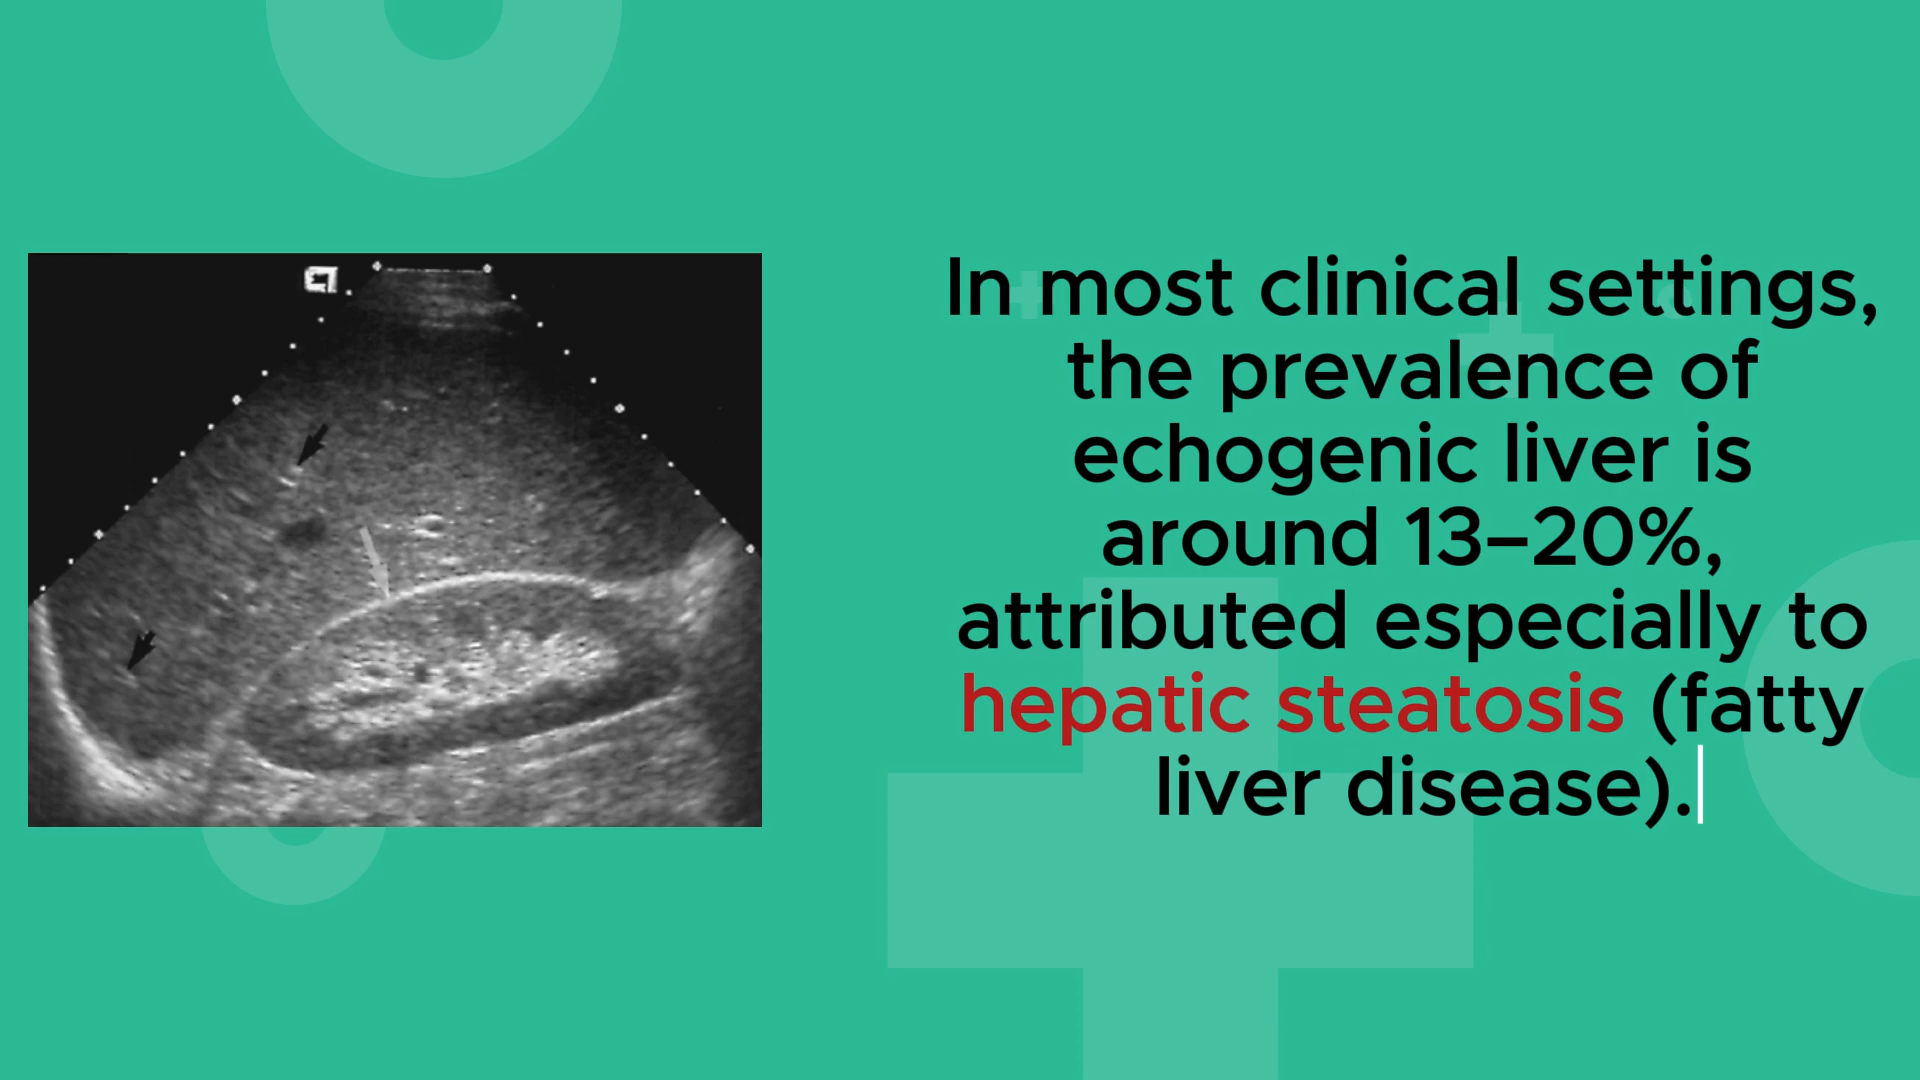 In most clinical settings,
the prevalence of
echogenic liver is
around 13–20%,
attributed especially to
hepatic steatosis (fatty
liver disease).